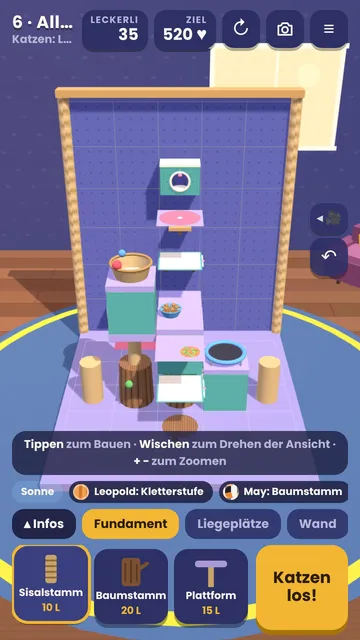 6 · All…
Katzen: L…
LECKERLI
35
ZIEL
520 ♥
Tippen zum Bauen · Wischen zum Drehen der Ansicht ·
+ − zum Zoomen
Sonne
Leopold: Kletterstufe
May: Baumstamm
▲Infos
Fundament
Liegeplätze
Wand
Sisalstamm
10 L
Baumstamm
20 L
Plattform
15 L
Katzen
los!